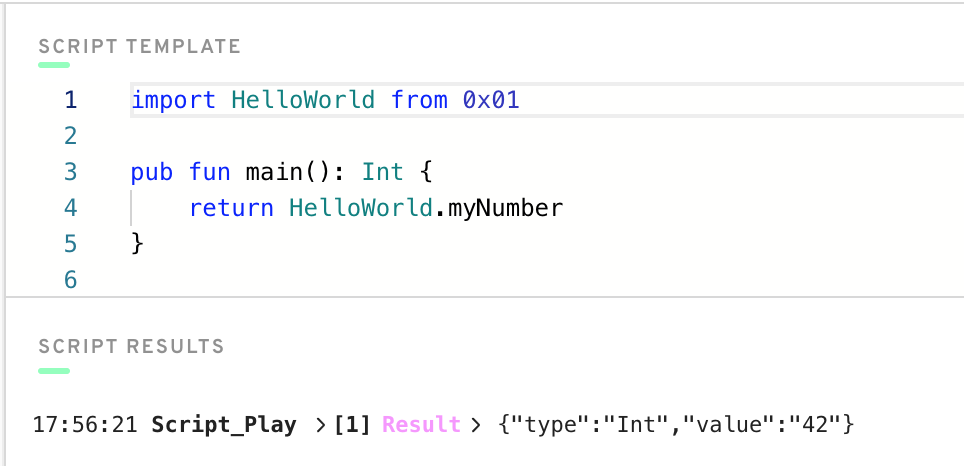 SCRIPT TEMPLATE
1 import HelloWorld from 0x01
2
3 pub fun main(): Int {
4 return HelloWorld.myNumber
5 }
6
SCRIPT RESULTS
17:56:21 Script_Play >[1] Result > {"type":"Int","value":"42"}